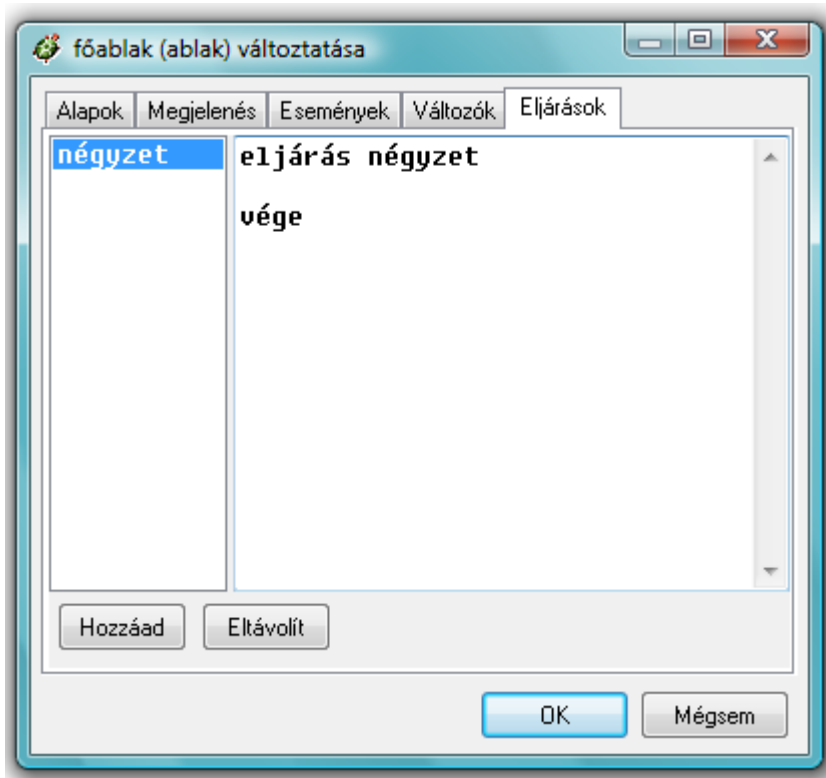 főablak (ablak) változtatása
Alapok Megjelenés Események Változók Eljárások
négyzet
eljárás négyzet
vége
Hozzáad Eltávolít
OK Mégsem